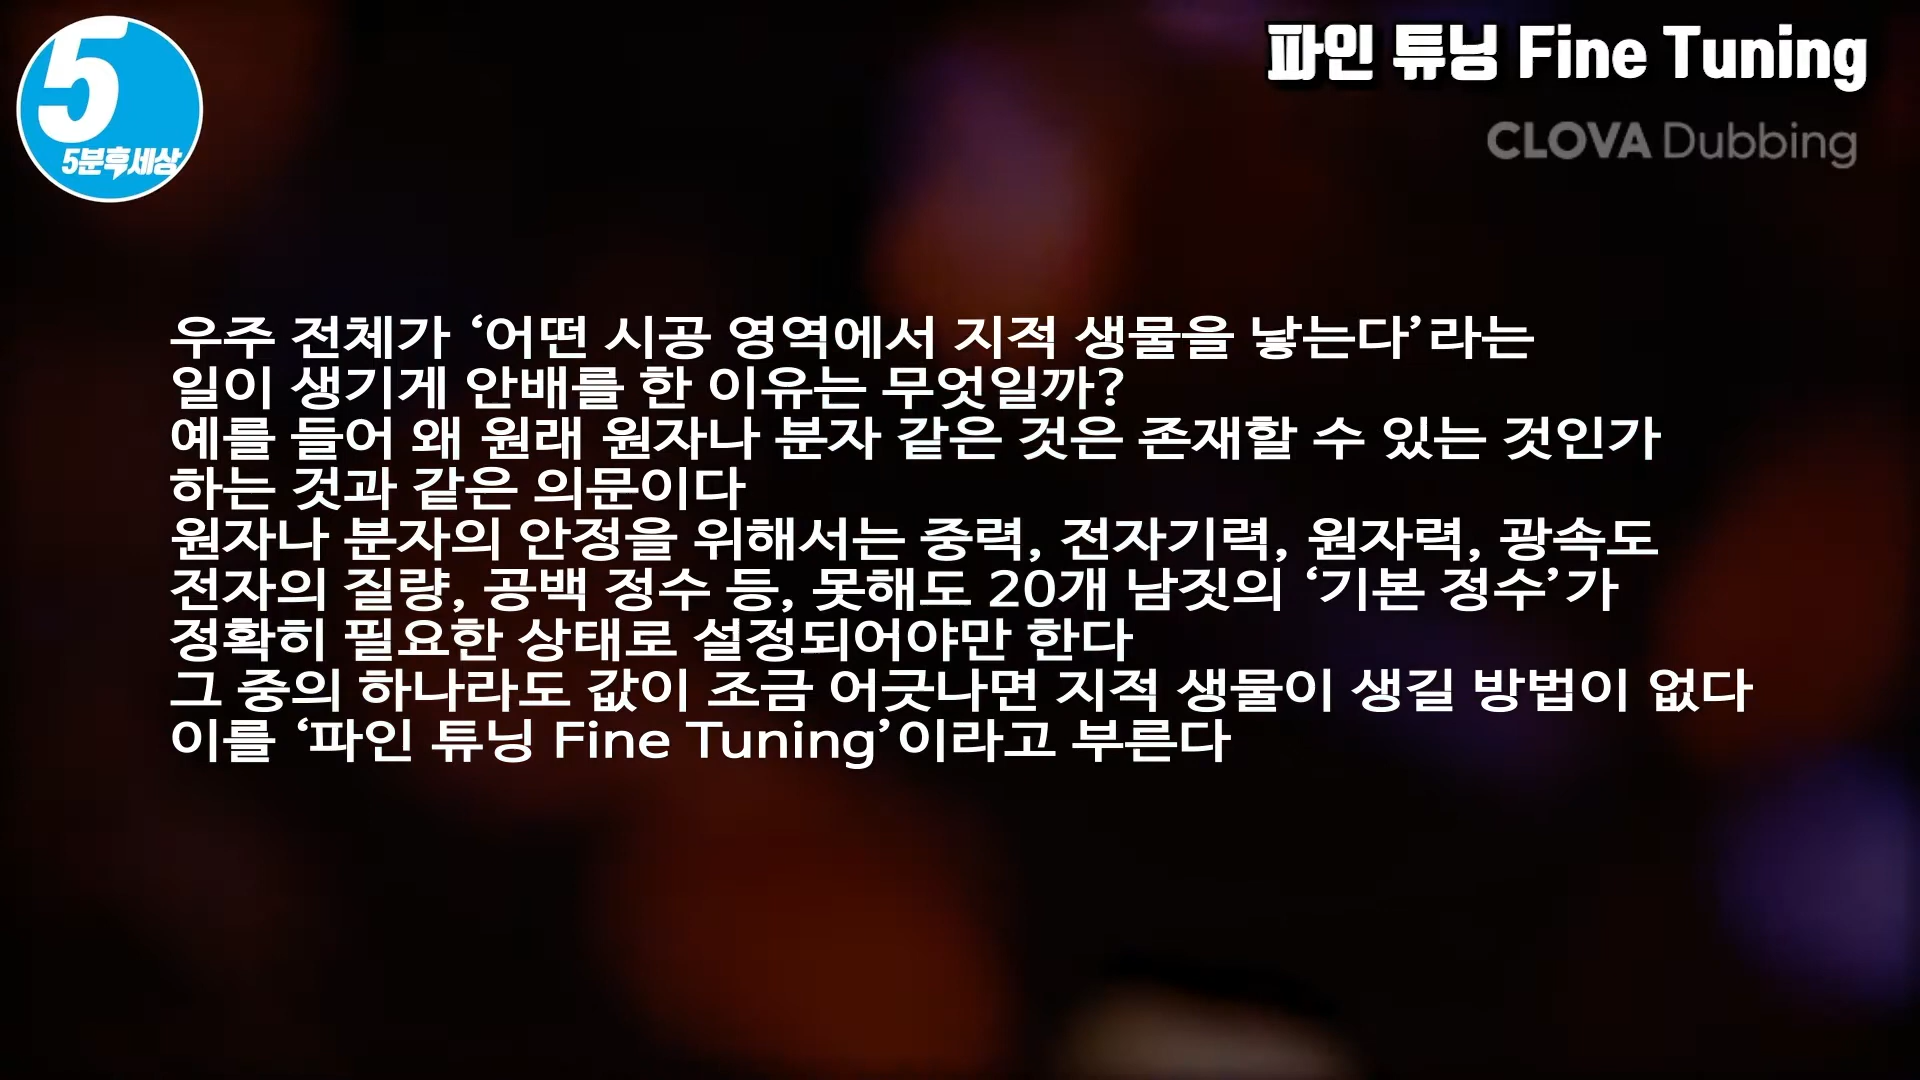 5
5분후세상
파인 튜닝 Fine Tuning
CLOVA Dubbing
우주 전체가 ‘어떤 시공 영역에서 지적 생물을 낳는다’라는
일이 생기게 안배를 한 이유는 무엇일까?
예를 들어 왜 원래 원자나 분자 같은 것은 존재할 수 있는 것인가
하는 것과 같은 의문이다
원자나 분자의 안정을 위해서는 중력, 전자기력, 원자력, 광속도
전자의 질량, 공백 정수 등, 못해도 20개 남짓의 ‘기본 정수’가
정확히 필요한 상태로 설정되어야만 한다
그 중의 하나라도 값이 조금 어긋나면 지적 생물이 생길 방법이 없다
이를 ‘파인 튜닝 Fine Tuning’이라고 부른다